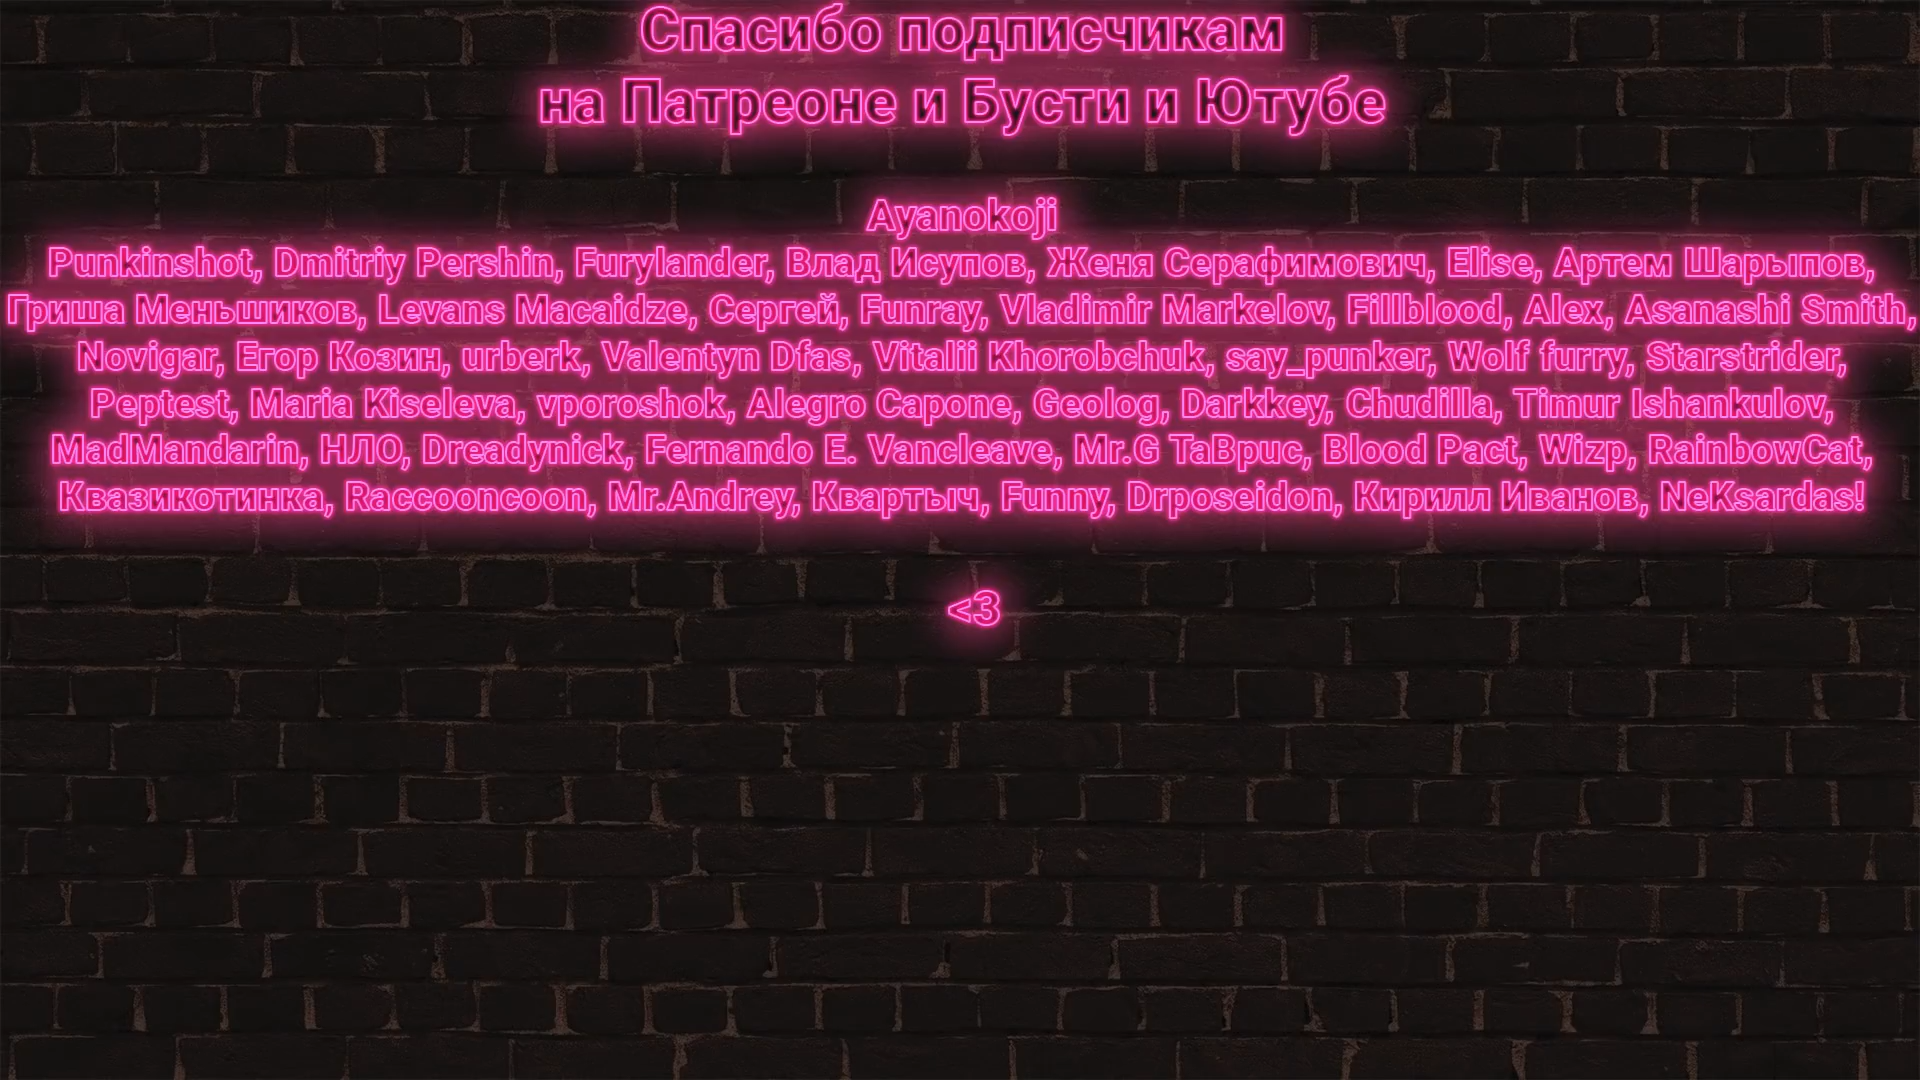 Спасибо подписчикам
на Патреоне и Бусти и Ютубе
Ayanokoji
Punkinshot, Dmitriy Pershin, Furylander, Влад Исупов, Женя Серафимович, Elise, Артем Шарыпов,
Гриша Меньшиков, Levans Macaidze, Сергей, Funray, Vladimir Markelov, Fillblood, Alex, Asanashi Smith,
Novigar, Егор Козин, urberk, Valentyn Dfas, Vitalii Khorobchuk, say_punker, Wolf furry, Starstrider,
Peptest, Maria Kiseleva, vporoshok, Alegro Capone, Geolog, Darkkey, Chudilla, Timur Ishankulov,
MadMandarin, НЛО, Dreadynick, Fernando E. Vancleave, Mr.G ТаВрис, Blood Pact, Wizp, RainbowCat,
Квазикотинка, Raccooncoon, Mr.Andrey, Квартыч, Funny, Drposeidon, Кирилл Иванов, NeKsardas!
<3